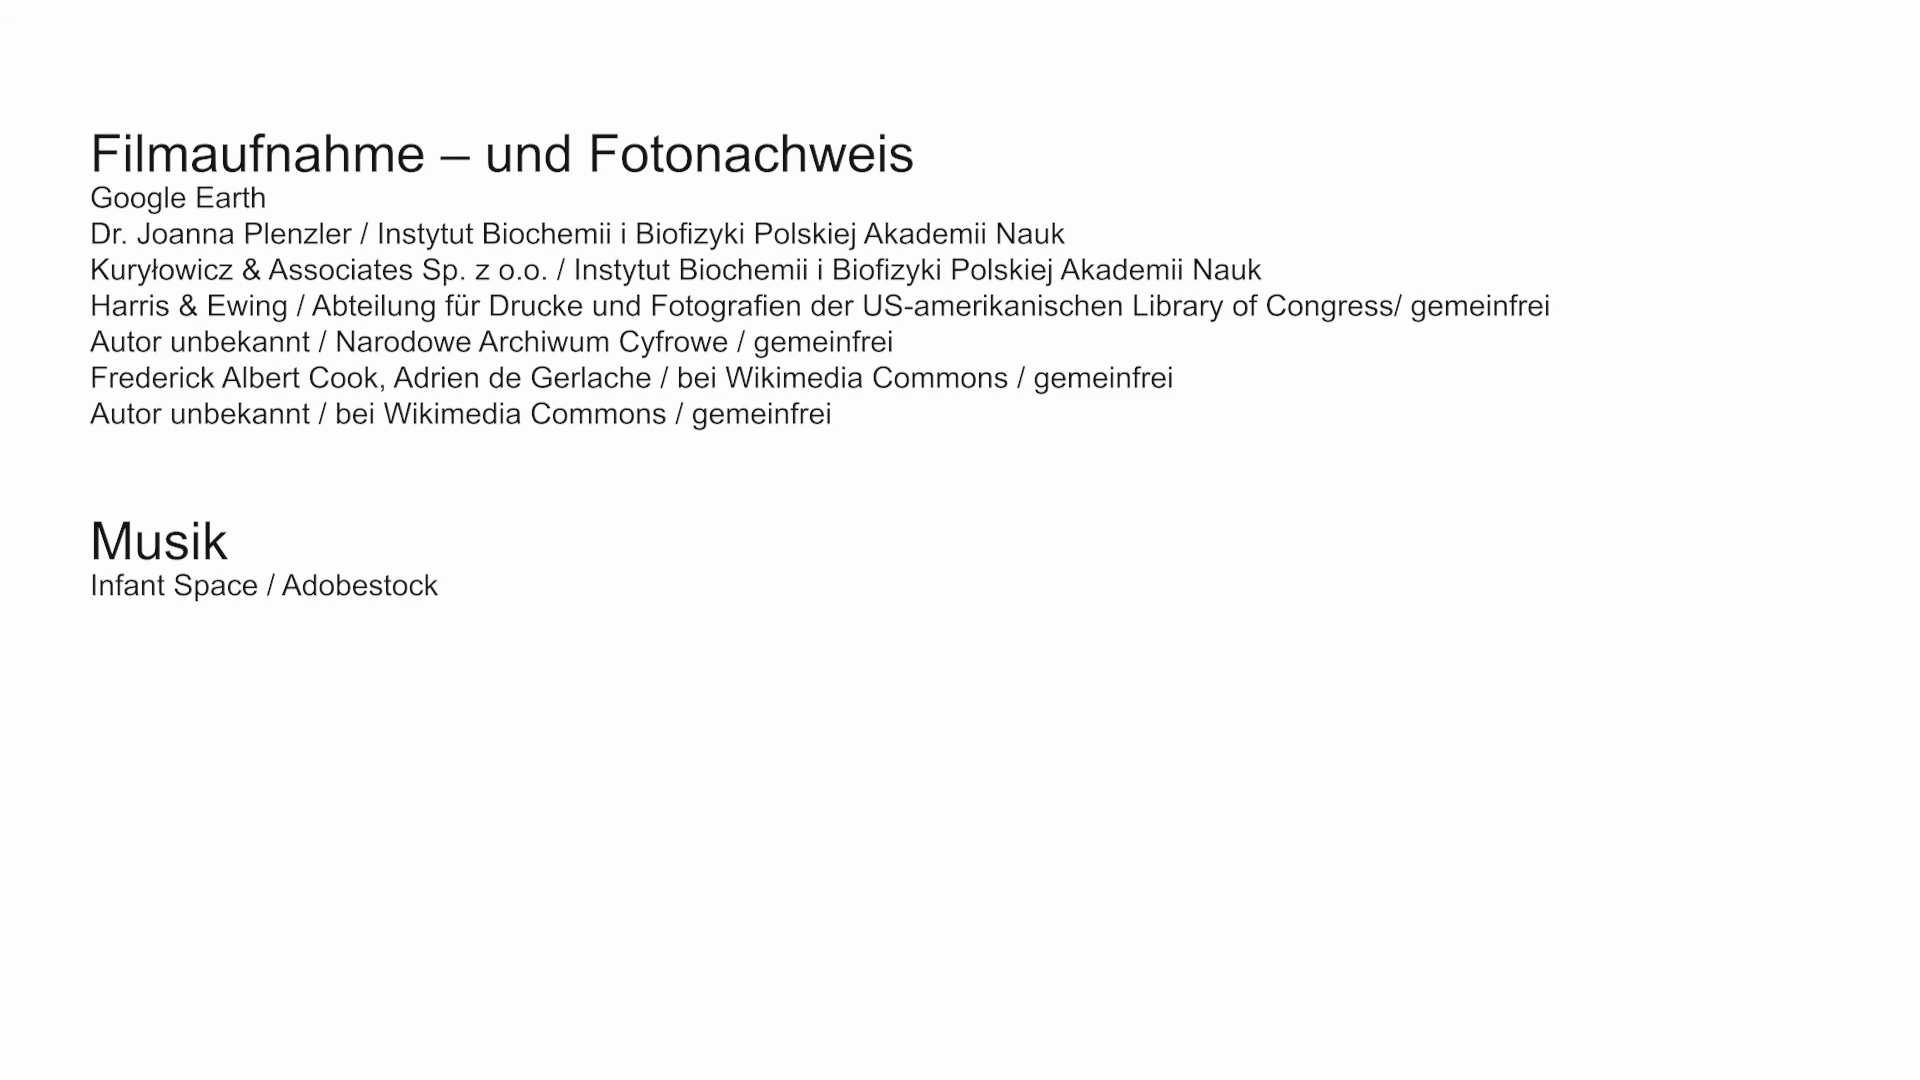 Filmaufnahme – und Fotonachweis
Google Earth
Dr. Joanna Plenzler / Instytut Biochemii i Biofizyki Polskiej Akademii Nauk
Kuryłowicz & Associates Sp. z o.o. / Instytut Biochemii i Biofizyki Polskiej Akademii Nauk
Harris & Ewing / Abteilung für Drucke und Fotografien der US-amerikanischen Library of Congress/ gemeinfrei
Autor unbekannt / Narodowe Archiwum Cyfrowe / gemeinfrei
Frederick Albert Cook, Adrien de Gerlache / bei Wikimedia Commons / gemeinfrei
Autor unbekannt / bei Wikimedia Commons / gemeinfrei
Musik
Infant Space / Adobestock